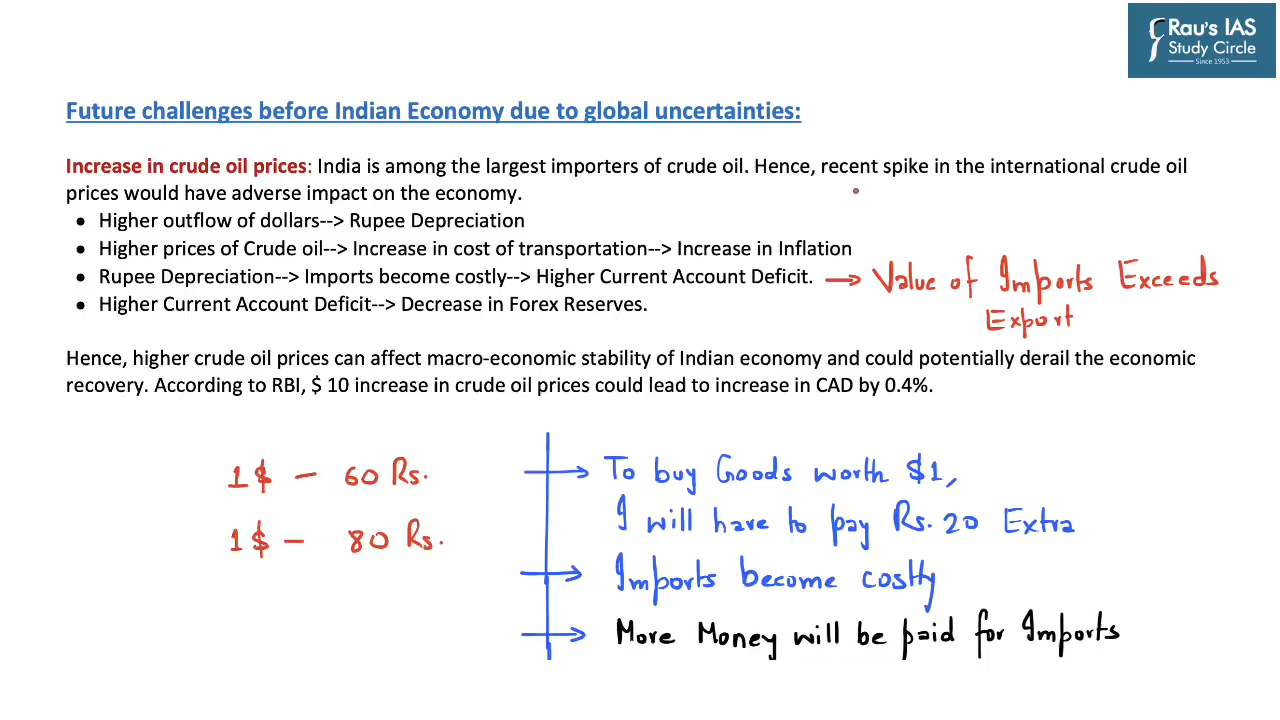 Rau's IAS
Study Circle
Since 1953
Future challenges before Indian Economy due to global uncertainties:
Increase in crude oil prices: India is among the largest importers of crude oil. Hence, recent spike in the international crude oil
prices would have adverse impact on the economy.
• Higher outflow of dollars--> Rupee Depreciation
• Higher prices of Crude oil--> Increase in cost of transportation--> Increase in Inflation
• Rupee Depreciation--> Imports become costly--> Higher Current Account Deficit. → Value of Imports Exceeds
Export
• Higher Current Account Deficit--> Decrease in Forex Reserves.
Hence, higher crude oil prices can affect macro-economic stability of Indian economy and could potentially derail the economic
recovery. According to RBI, $ 10 increase in crude oil prices could lead to increase in CAD by 0.4%.
1$ — 60 Rs.
1$ — 80 Rs.
→ To buy Goods worth $1,
I will have to pay Rs. 20 Extra
→ Imports become costly
→ More Money will be paid for Imports